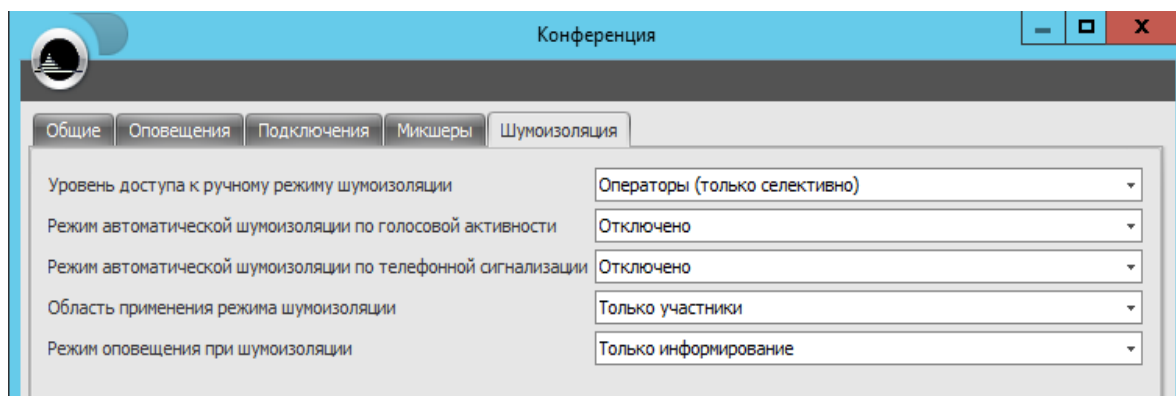 Конференция
Общие Оповещения Подключения Микшеры Шумоизоляция
Уровень доступа к ручному режиму шумоизоляции Операторы (только селективно)
Режим автоматической шумоизоляции по голосовой активности Отключено
Режим автоматической шумоизоляции по телефонной сигнализации Отключено
Область применения режима шумоизоляции Только участники
Режим оповещения при шумоизоляции Только информирование